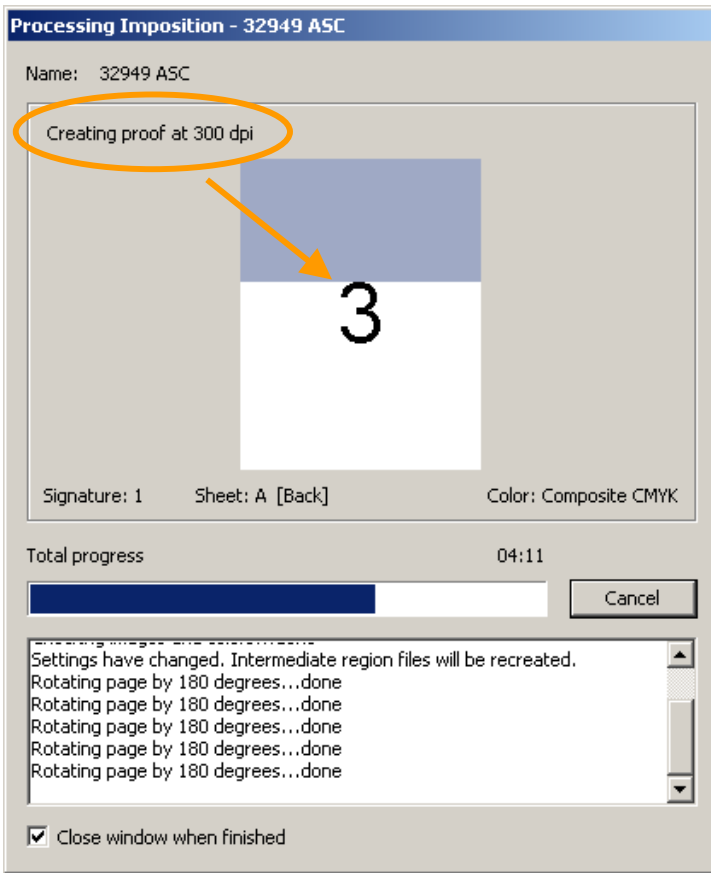 Processing Imposition - 32949 ASC
Name: 32949 ASC
Creating proof at 300 dpi
3
Signature: 1 Sheet: A [Back] Color: Composite CMYK
Total progress 04:11
Cancel
Settings have changed. Intermediate region files will be recreated.
Rotating page by 180 degrees...done
Rotating page by 180 degrees...done
Rotating page by 180 degrees...done
Rotating page by 180 degrees...done
Rotating page by 180 degrees...done
Close window when finished